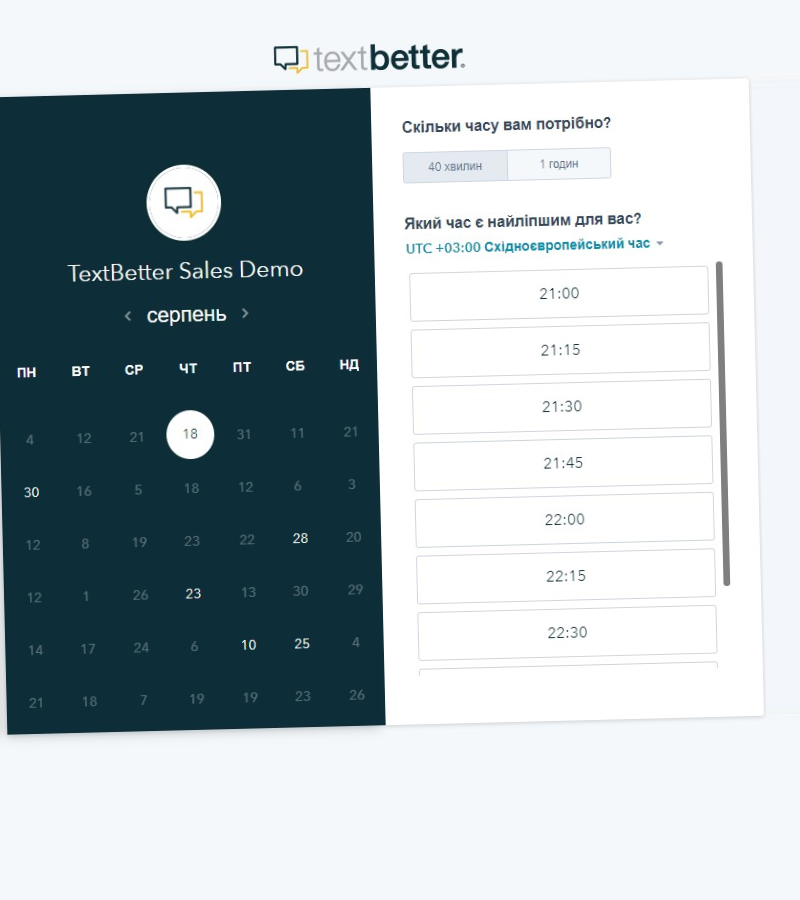 textbetter.
TextBetter Sales Demo
серпень
ПН ВТ СР ЧТ ПТ СБ НД
4 12 21 18 31 11 21
30 16 5 18 12 6 3
12 8 19 23 22 28 20
12 1 26 23 13 30 29
14 17 24 6 10 25 4
21 18 7 19 19 23 26
Скільки часу вам потрібно?
40 хвилин 1 годин
Який час є найліпшим для вас?
UTC +03:00 Східноєвропейський час
21:00
21:15
21:30
21:45
22:00
22:15
22:30